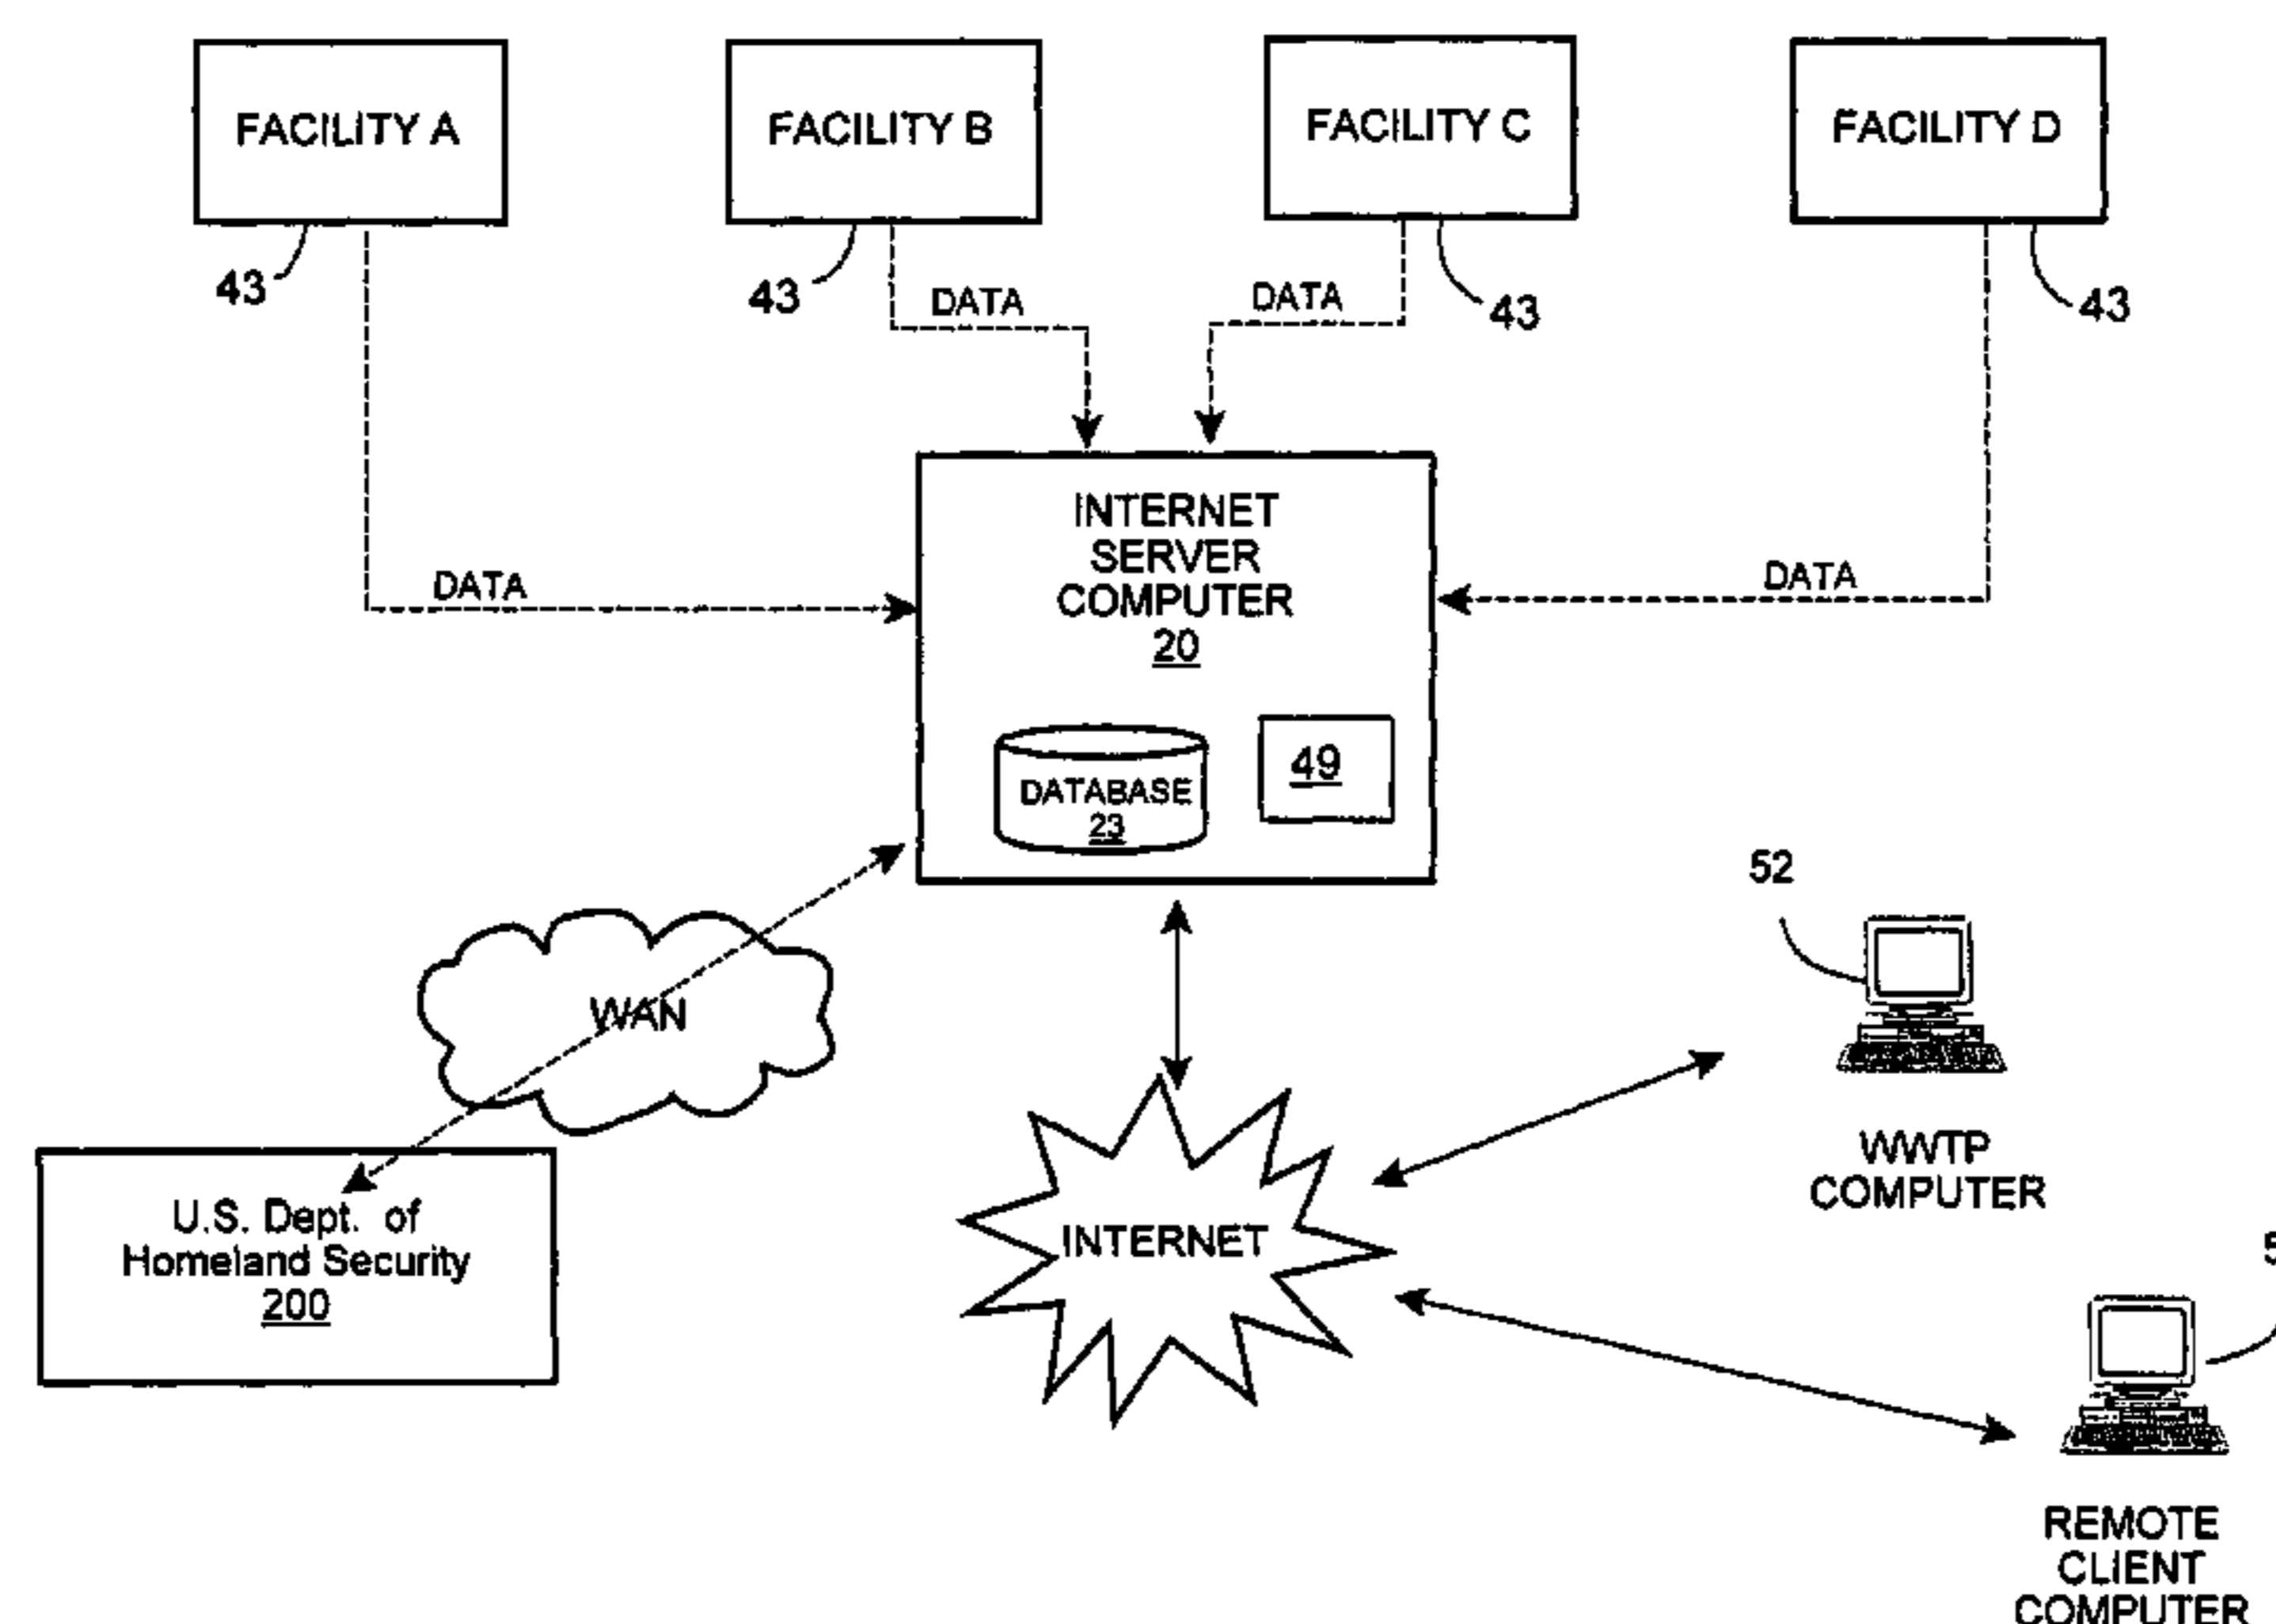 FACILITY A
FACILITY B
FACILITY C
FACILITY D
43
43
43
43
DATA
DATA
DATA
DATA
INTERNET
SERVER
COMPUTER
20
DATABASE
23
49
WAN
52
WWTP
COMPUTER
U.S. Dept. of
Homeland Security
200
INTERNET
REMOTE
CLIENT
COMPUTER